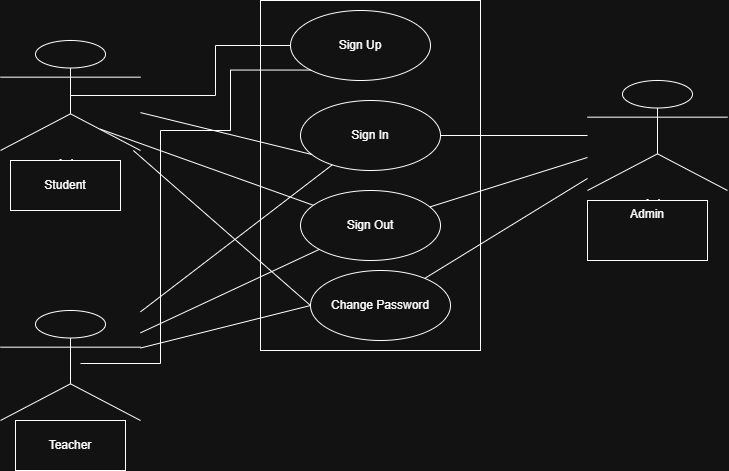 Sign Up
Sign In
Student
Admin
Sign Out
Change Password
Teacher